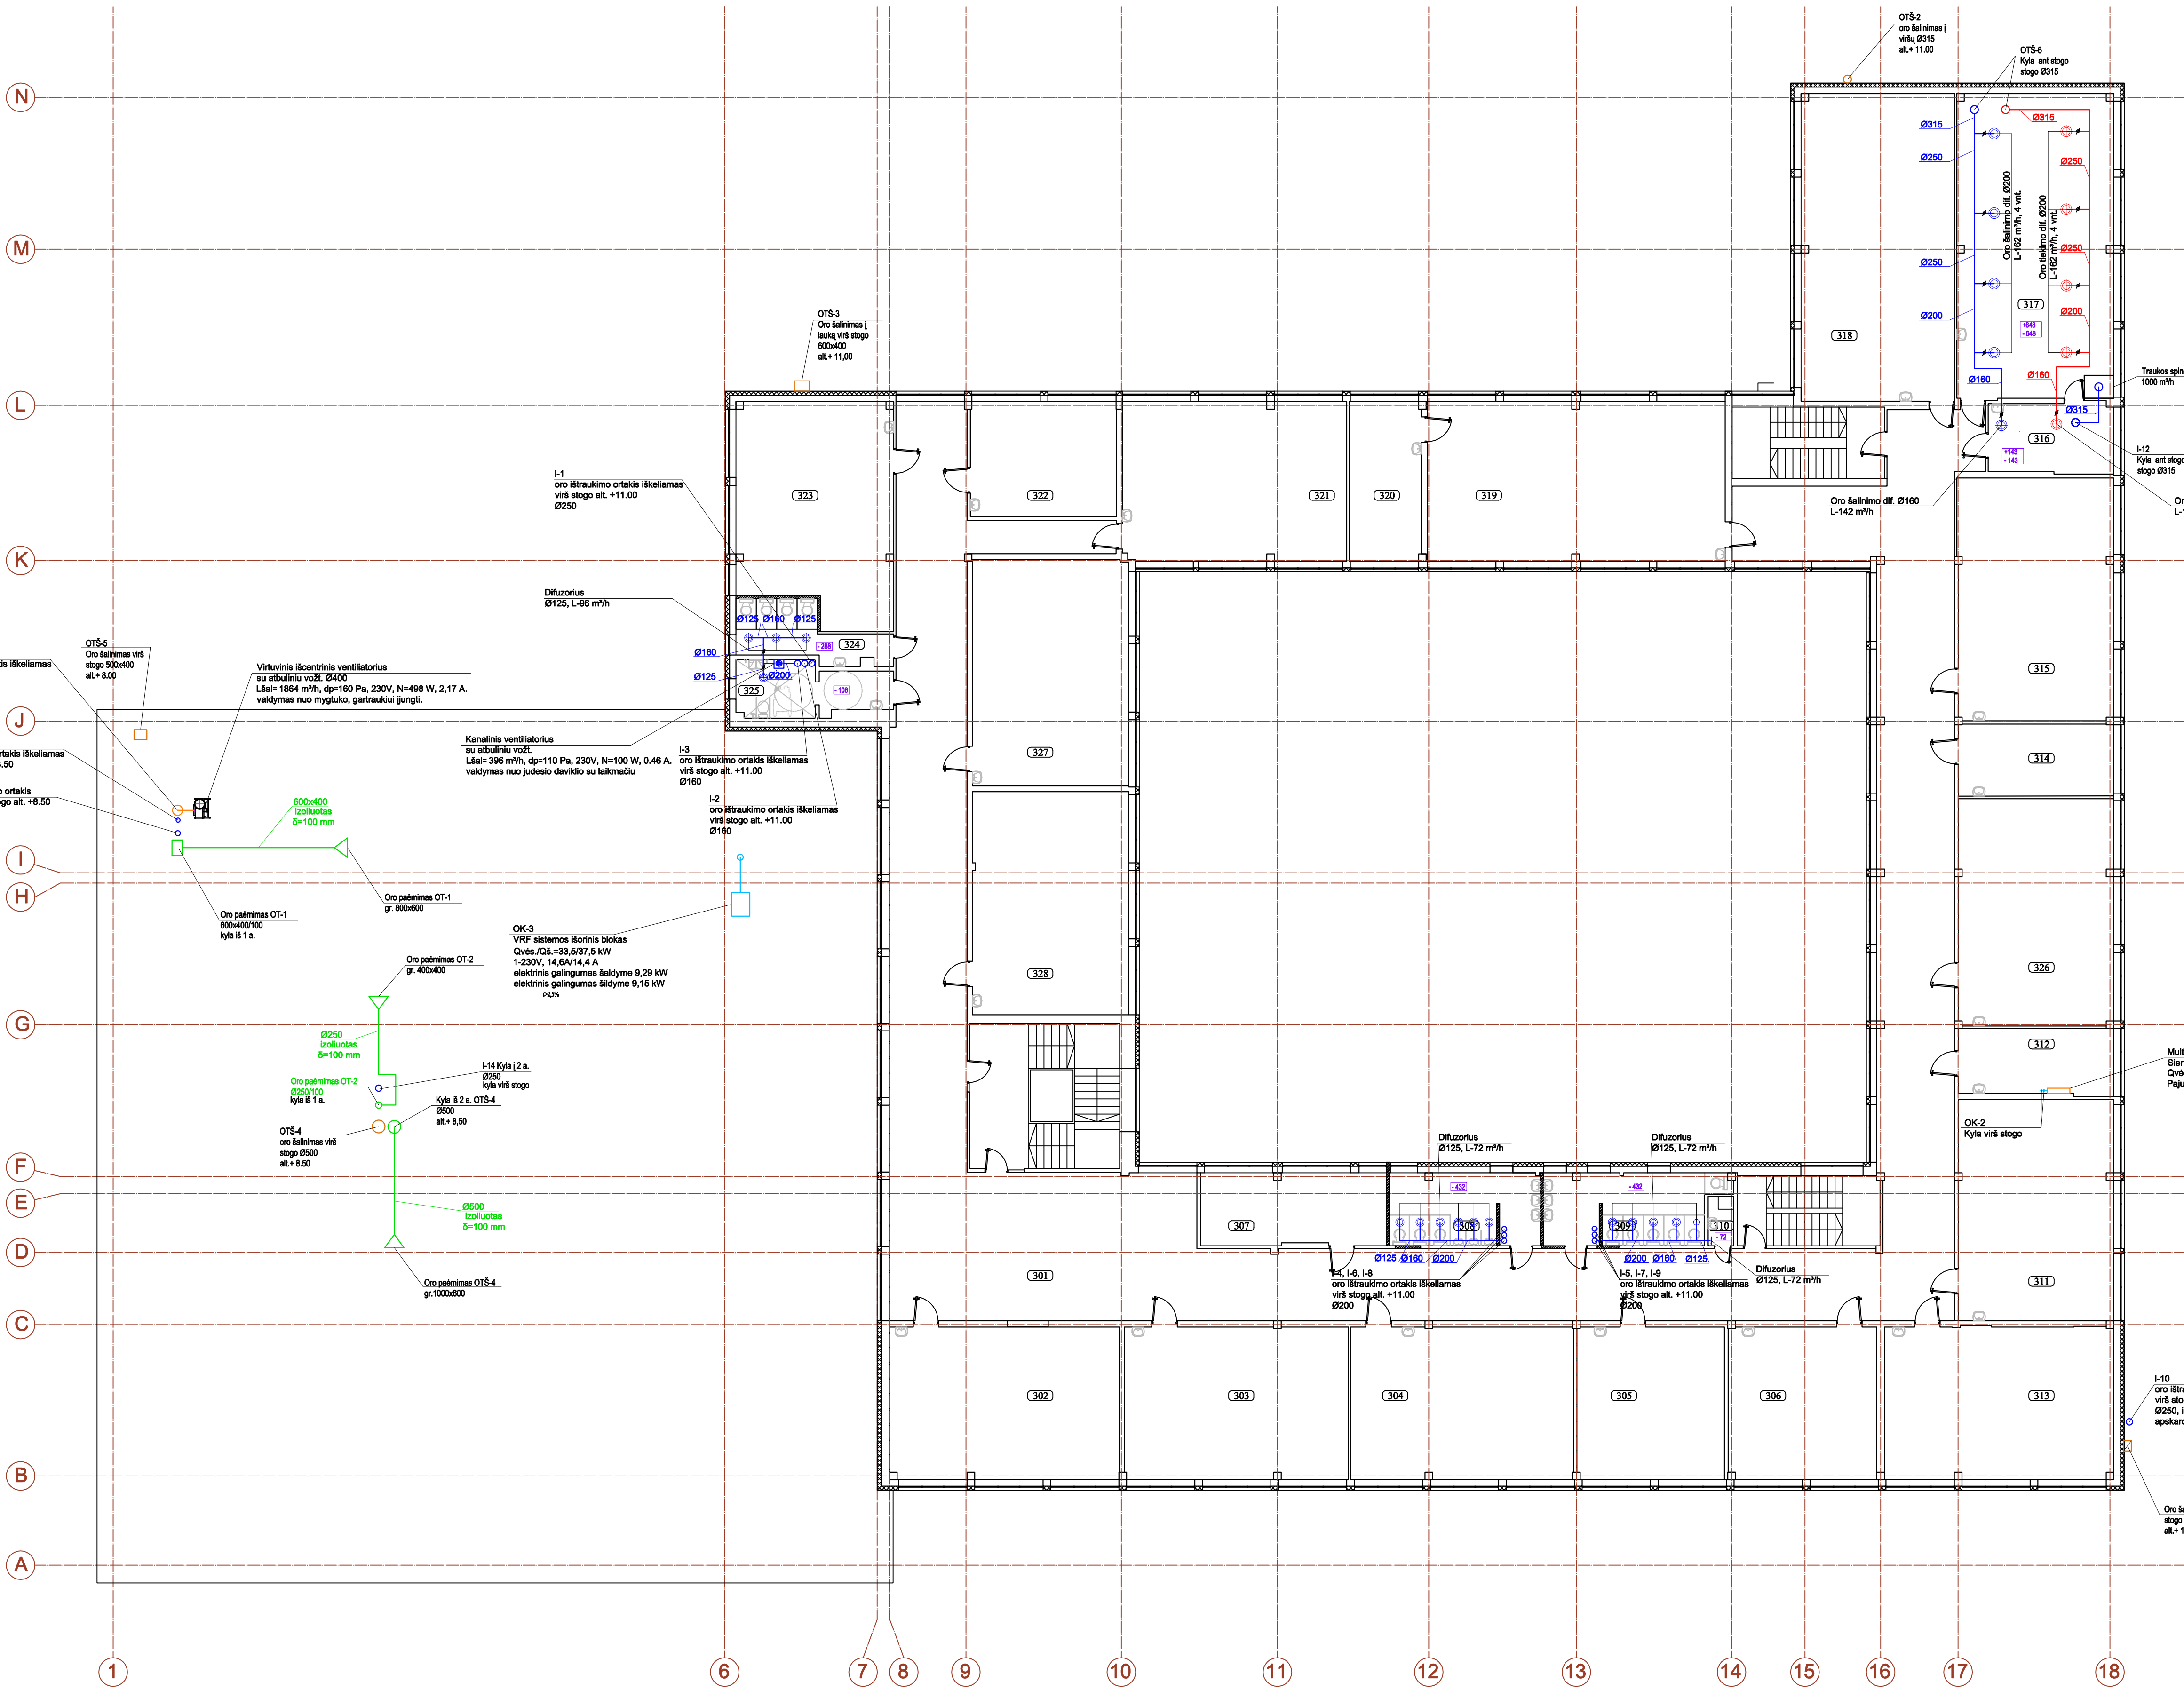 OTŠ-2
oro šalinimas į
viršų Ø315
alt.+ 11.00
OTŠ-6
Kyla ant stogo
stogo Ø315
N
M
L
K
J
I
H
G
F
E
D
C
B
A
Ø315
Ø250
Ø250
Ø200
Ø160
Oro šalinimo dif. Ø200
L-162 m³/h, 4 vnt.
Oro tiekimo dif. Ø200
L-162 m³/h, 4 vnt.
Ø315
Ø250
Ø250
Ø200
Ø160
317
+648
- 648
318
Traukos spin
1000 m³/h
Ø315
316
+143
- 143
I-12
Kyla ant stogo
stogo Ø315
Oro šalinimo dif. Ø160
L-142 m³/h
OTŠ-3
Oro šalinimas į
lauką virš stogo
600x400
alt.+ 11,00
I-1
oro ištraukimo ortakis iškeliamas
virš stogo alt. +11.00
Ø250
323
322
321
320
319
Difuzorius
Ø125, L-96 m³/h
Ø125
Ø160
Ø125
- 288
324
Ø160
Ø125
Ø200
325
- 108
315
OTŠ-5
Oro šalinimas virš
stogo 500x400
alt.+ 8.00
Virtuvinis išcentrinis ventiliatorius
su atbuliniu vožt. Ø400
Lšal= 1864 m³/h, dp=160 Pa, 230V, N=498 W, 2,17 A.
valdymas nuo mygtuko, gartraukiui įjungti.
Kanalinis ventiliatorius
su atbuliniu vožt.
Lšal= 396 m³/h, dp=110 Pa, 230V, N=100 W, 0.46 A.
valdymas nuo judesio daviklio su laikmačiu
I-3
oro ištraukimo ortakis iškeliamas
virš stogo alt. +11.00
Ø160
I-2
oro ištraukimo ortakis iškeliamas
virš stogo alt. +11.00
Ø160
327
314
600x400
izoliuotas
δ=100 mm
Oro paėmimas OT-1
gr. 800x600
Oro paėmimas OT-1
600x400/100
kyla iš 1 a.
OK-3
VRF sistemos išorinis blokas
Qvės./Qš.=33,5/37,5 kW
1-230V, 14,6A/14,4 A
elektrinis galingumas šaldyme 9,29 kW
elektrinis galingumas šildyme 9,15 kW
i>2,5%
328
326
Oro paėmimas OT-2
gr. 400x400
Ø250
izoliuotas
δ=100 mm
Oro paėmimas OT-2
Ø250/100
kyla iš 1 a.
I-14 Kyla į 2 a.
Ø250
kyla virš stogo
Kyla iš 2 a. OTŠ-4
Ø500
alt.+ 8,50
OTŠ-4
oro šalinimas virš
stogo Ø500
alt.+ 8.50
Ø500
izoliuotas
δ=100 mm
Oro paėmimas OTŠ-4
gr.1000x600
312
OK-2
Kyla virš stogo
Difuzorius
Ø125, L-72 m³/h
Difuzorius
Ø125, L-72 m³/h
- 432
- 432
307
308
309
310
- 72
Ø125
Ø160
Ø200
Ø200
Ø160
Ø125
I-4, I-6, I-8
oro ištraukimo ortakis iškeliamas
virš stogo alt. +11.00
Ø200
I-5, I-7, I-9
oro ištraukimo ortakis iškeliamas
virš stogo alt. +11.00
Ø200
Difuzorius
Ø125, L-72 m³/h
301
311
302
303
304
305
306
313
I-10
virš
Ø250,
1
6
7
8
9
10
11
12
13
14
15
16
17
18